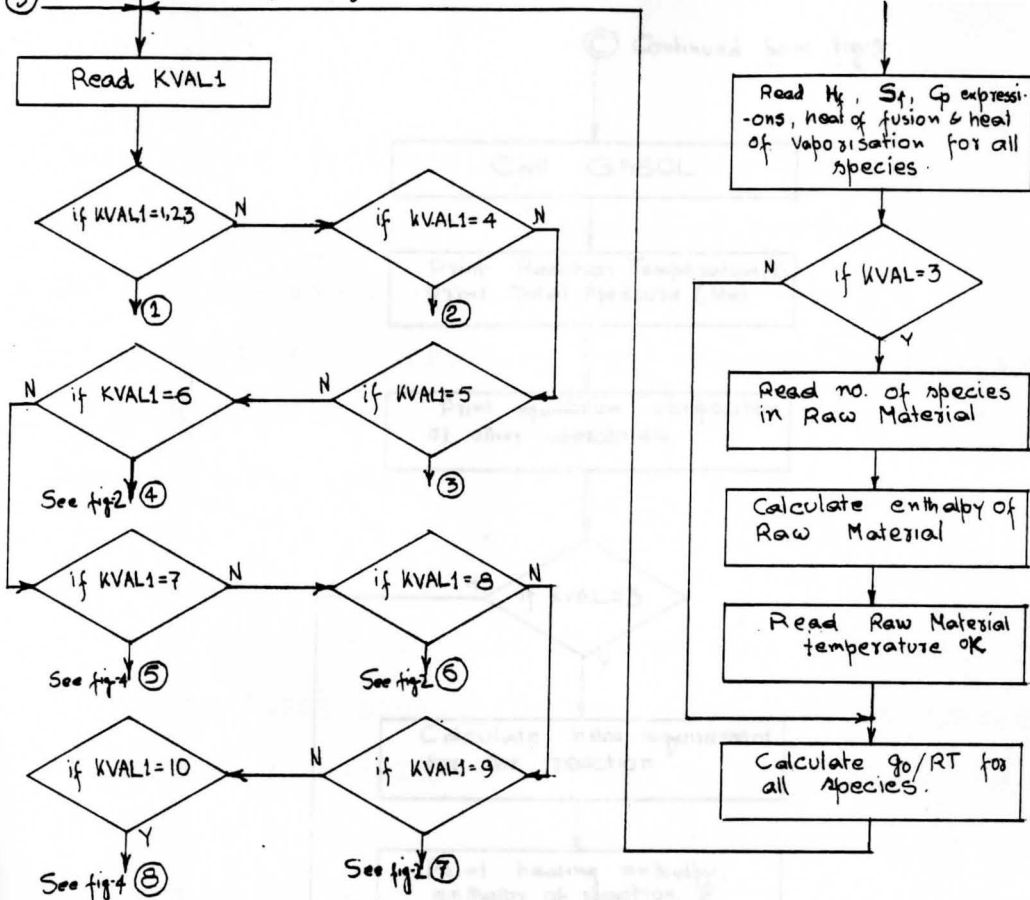 Read KVAL1
if KVAL1=1,23
N
①
if KVAL1=4
N
②
if KVAL1=5
N
③
if KVAL1=6
N
See fig-2 ④
if KVAL1=7
N
See fig-4 ⑤
if KVAL1=8
N
See fig-2 ⑥
if KVAL1=9
N
See fig-2 ⑦
if KVAL1=10
Y
See fig-4 ⑧
Read Hf, Sf, Cp expressi-
-ons, heat of fusion & heat
of vaporisation for all
species.
if KVAL=3
N
Y
Read no. of species
in Raw Material
Calculate enthalpy of
Raw Material
Read Raw Material
temperature °K
Calculate g₀/RT for
all species.